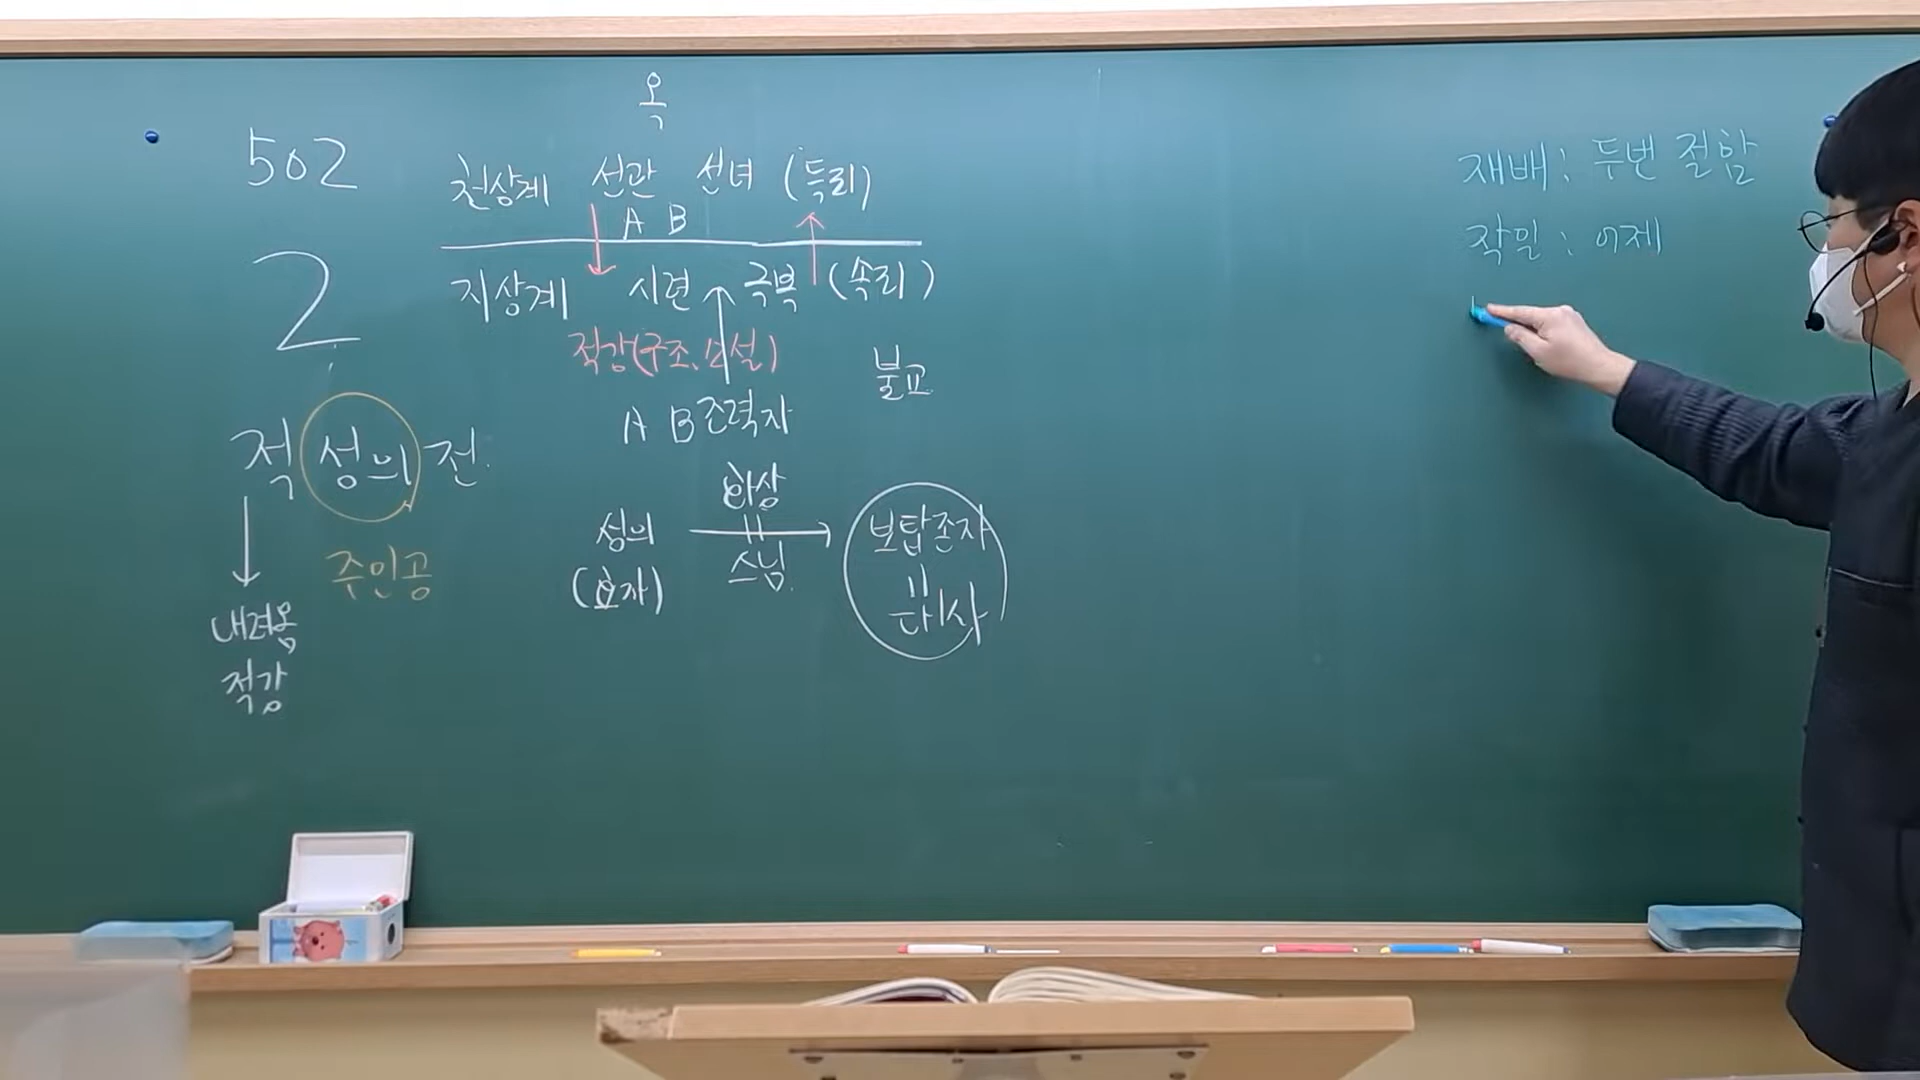 502
2
적성의전
주인공
내려옴
적강
옥
천상계 선관 선녀 (득리)
A B
지상계 시련 극복 (속리)
적강(구조, 소설)
A B 조력자
불교
성의
(효자)
화상
||
스님
보탑존자
||
대사
재배: 두번 절함
작일: 어제